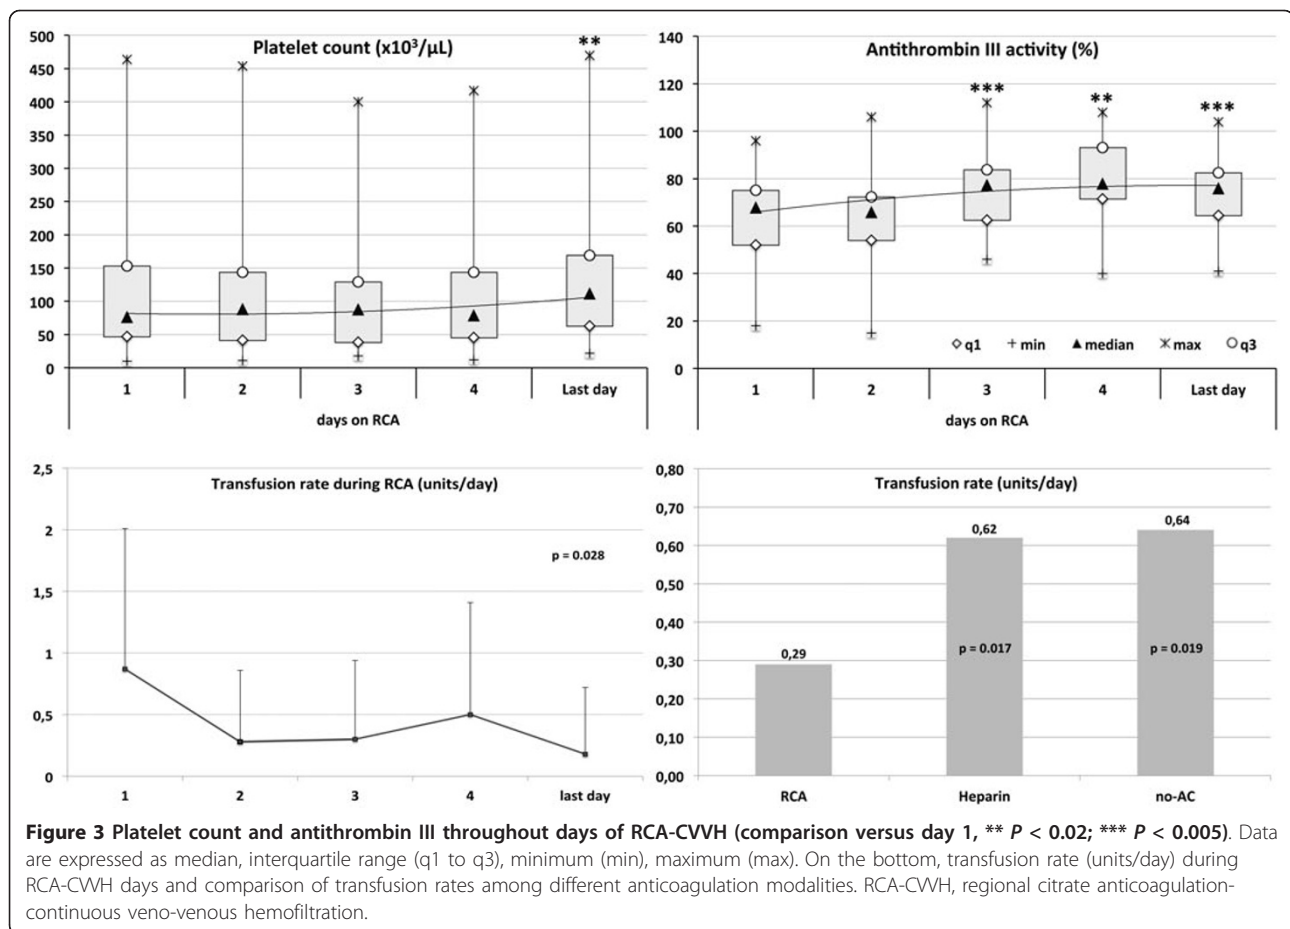 Platelet count (x10³/µL)
**
500
450
400
350
300
250
200
150
100
50
0
1 2 3 4 Last day
days on RCA
Antithrombin III activity (%)
*** ** ***
140
120
100
80
60
40
20
0
q1 min median max q3
1 2 3 4 Last day
days on RCA
Transfusion rate during RCA (units/day)
p = 0.028
2,5
2
1,5
1
0,5
0
1 2 3 4 last day
Transfusion rate (units/day)
0,80
0,70
0,60
0,50
0,40
0,30
0,20
0,10
0,00
0,29 0,62 0,64
p = 0.017 p = 0.019
RCA Heparin no-AC
Figure 3 Platelet count and antithrombin III throughout days of RCA-CVVH (comparison versus day 1, ** P < 0.02; *** P < 0.005). Data
are expressed as median, interquartile range (q1 to q3), minimum (min), maximum (max). On the bottom, transfusion rate (units/day) during
RCA-CVVH days and comparison of transfusion rates among different anticoagulation modalities. RCA-CVVH, regional citrate anticoagulation-
continuous veno-venous hemofiltration.